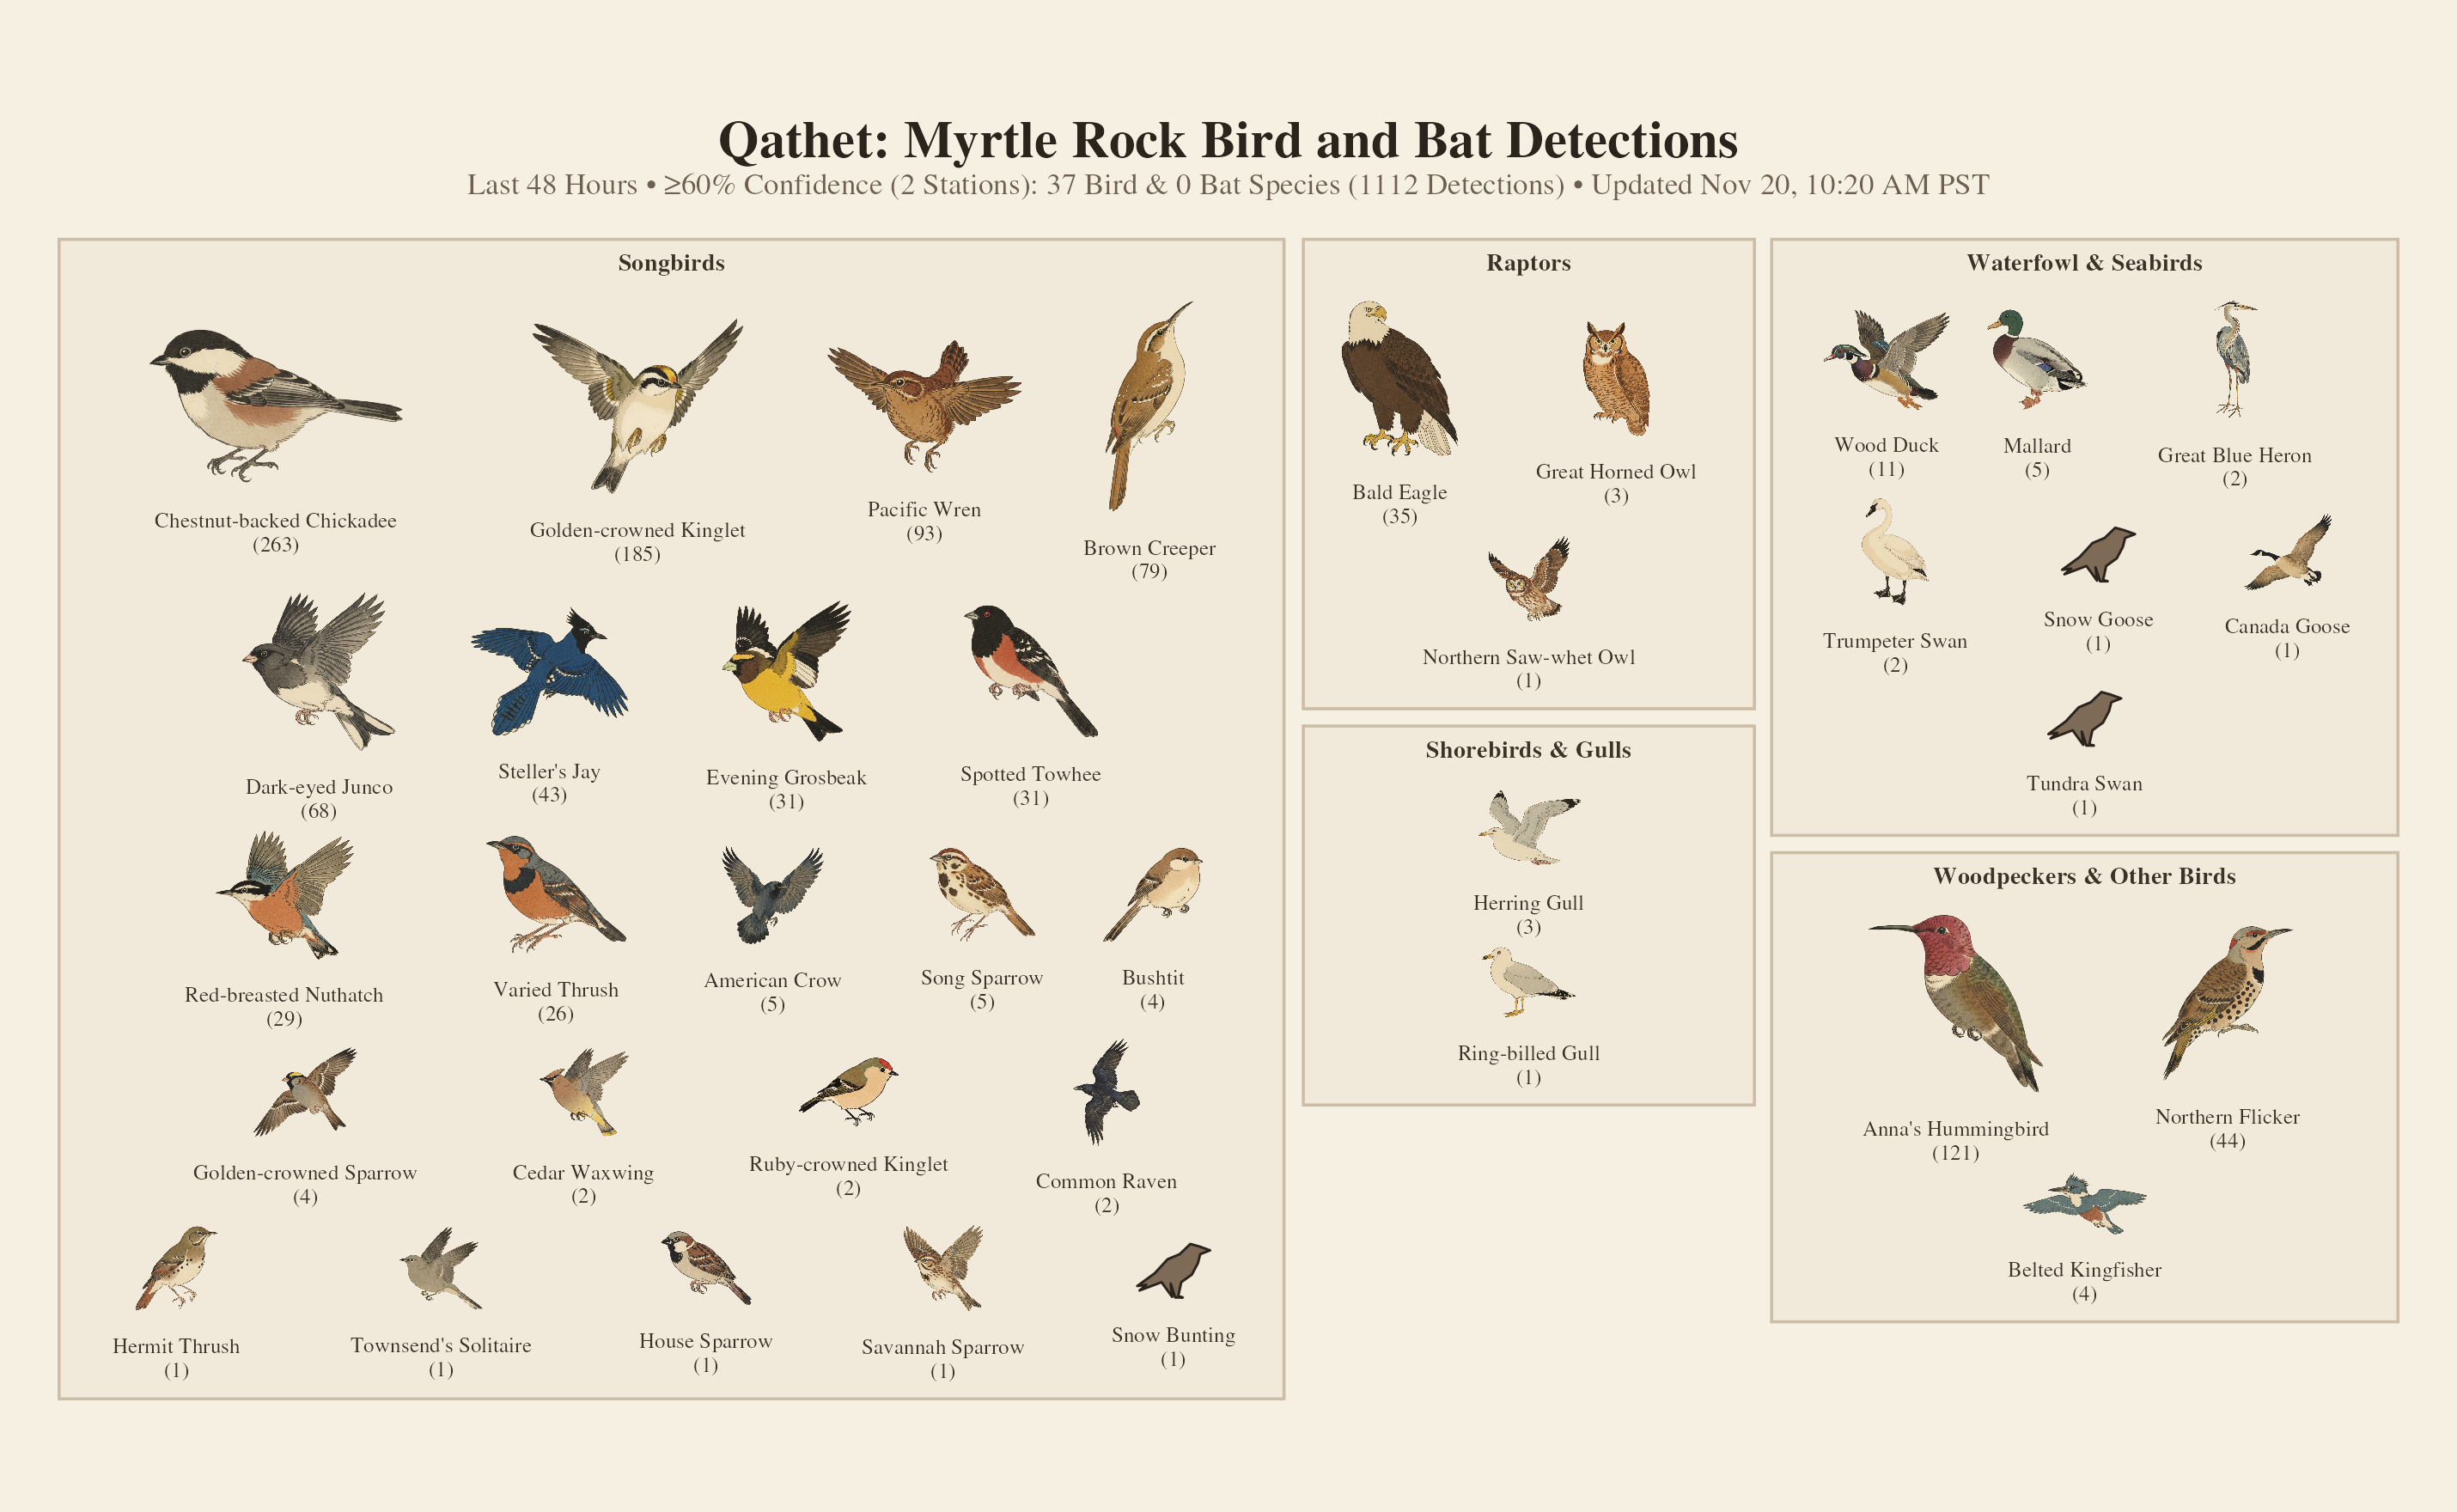 Qathet: Myrtle Rock Bird and Bat Detections
Last 48 Hours • ≥60% Confidence (2 Stations): 37 Bird & 0 Bat Species (1112 Detections) • Updated Nov 20, 10:20 AM PST
Songbirds
Chestnut-backed Chickadee
(263)
Golden-crowned Kinglet
(185)
Pacific Wren
(93)
Brown Creeper
(79)
Dark-eyed Junco
(68)
Steller's Jay
(43)
Evening Grosbeak
(31)
Spotted Towhee
(31)
Red-breasted Nuthatch
(29)
Varied Thrush
(26)
American Crow
(5)
Song Sparrow
(5)
Bushtit
(4)
Golden-crowned Sparrow
(4)
Cedar Waxwing
(2)
Ruby-crowned Kinglet
(2)
Common Raven
(2)
Hermit Thrush
(1)
Townsend's Solitaire
(1)
House Sparrow
(1)
Savannah Sparrow
(1)
Snow Bunting
(1)
Raptors
Bald Eagle
(35)
Great Horned Owl
(3)
Northern Saw-whet Owl
(1)
Shorebirds & Gulls
Herring Gull
(3)
Ring-billed Gull
(1)
Waterfowl & Seabirds
Wood Duck
(11)
Mallard
(5)
Great Blue Heron
(2)
Trumpeter Swan
(2)
Snow Goose
(1)
Canada Goose
(1)
Tundra Swan
(1)
Woodpeckers & Other Birds
Anna's Hummingbird
(121)
Northern Flicker
(44)
Belted Kingfisher
(4)